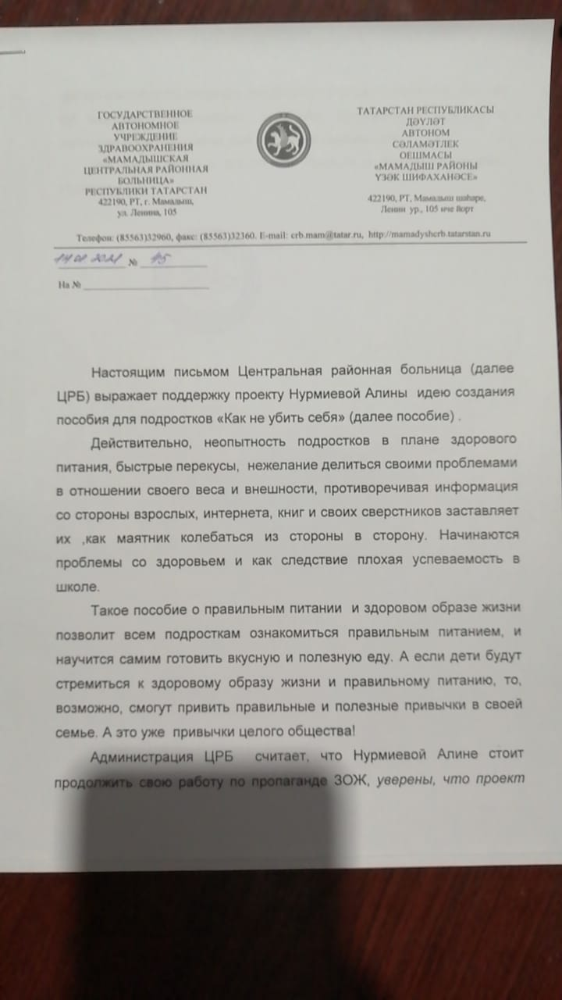 ГОСУДАРСТВЕННОЕ
АВТОНОМНОЕ
УЧРЕЖДЕНИЕ
ЗДРАВООХРАНЕНИЯ
«МАМАДЫШСКАЯ
ЦЕНТРАЛЬНАЯ РАЙОННАЯ
БОЛЬНИЦА»
РЕСПУБЛИКИ ТАТАРСТАН
422190, РТ, г. Мамадыш,
ул. Ленина, 105
ТАТАРСТАН РЕСПУБЛИКАСЫ
ДӘҮЛӘТ
АВТОНОМ
СӘЛАМӘТЛЕК
ОЕШМАСЫ
«МАМАДЫШ РАЙОНЫ
ҮЗӘК ШИФАХАНӘСЕ»
422190, РТ, Мамадыш шәһәре,
Ленин ур., 105 нче йорт
Телефон: (85563)32960, факс: (85563)32360. E-mail: crb.mam@tatar.ru, http://mamadyshcrb.tatarstan.ru
№ 15
На №
Настоящим письмом Центральная районная больница (далее
ЦРБ) выражает поддержку проекту Нурмиевой Алины идею создания
пособия для подростков «Как не убить себя» (далее пособие) .
Действительно, неопытность подростков в плане здорового
питания, быстрые перекусы, нежелание делиться своими проблемами
в отношении своего веса и внешности, противоречивая информация
со стороны взрослых, интернета, книг и своих сверстников заставляет
их ,как маятник колебаться из стороны в сторону. Начинаются
проблемы со здоровьем и как следствие плохая успеваемость в
школе.
Такое пособие о правильным питании и здоровом образе жизни
позволит всем подросткам ознакомиться правильным питанием, и
научится самим готовить вкусную и полезную еду. А если дети будут
стремиться к здоровому образу жизни и правильному питанию, то,
возможно, смогут привить правильные и полезные привычки в своей
семье. А это уже привычки целого общества!
Администрация ЦРБ считает, что Нурмиевой Алине стоит
продолжить свою работу по пропаганде ЗОЖ, уверены, что проект